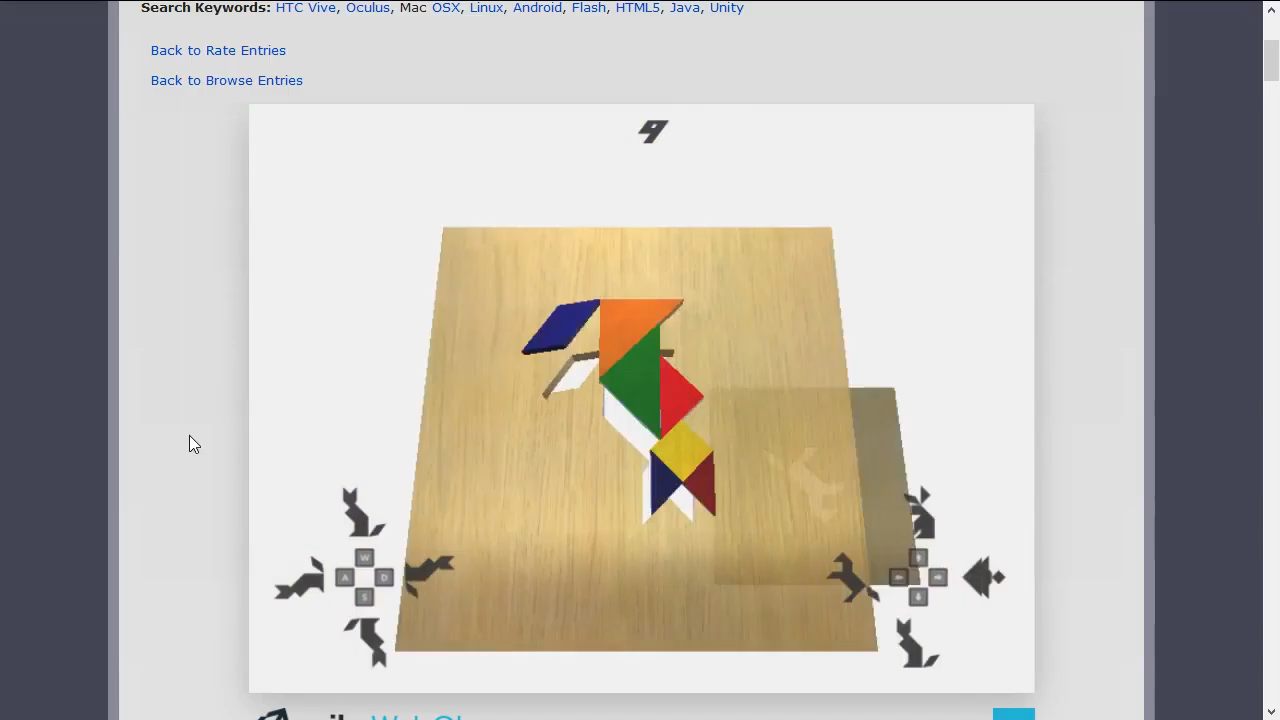 Search Keywords: HTC Vive, Oculus, Mac OSX, Linux, Android, Flash, HTML5, Java, Unity
Back to Rate Entries
Back to Browse Entries
9
W
A D
S